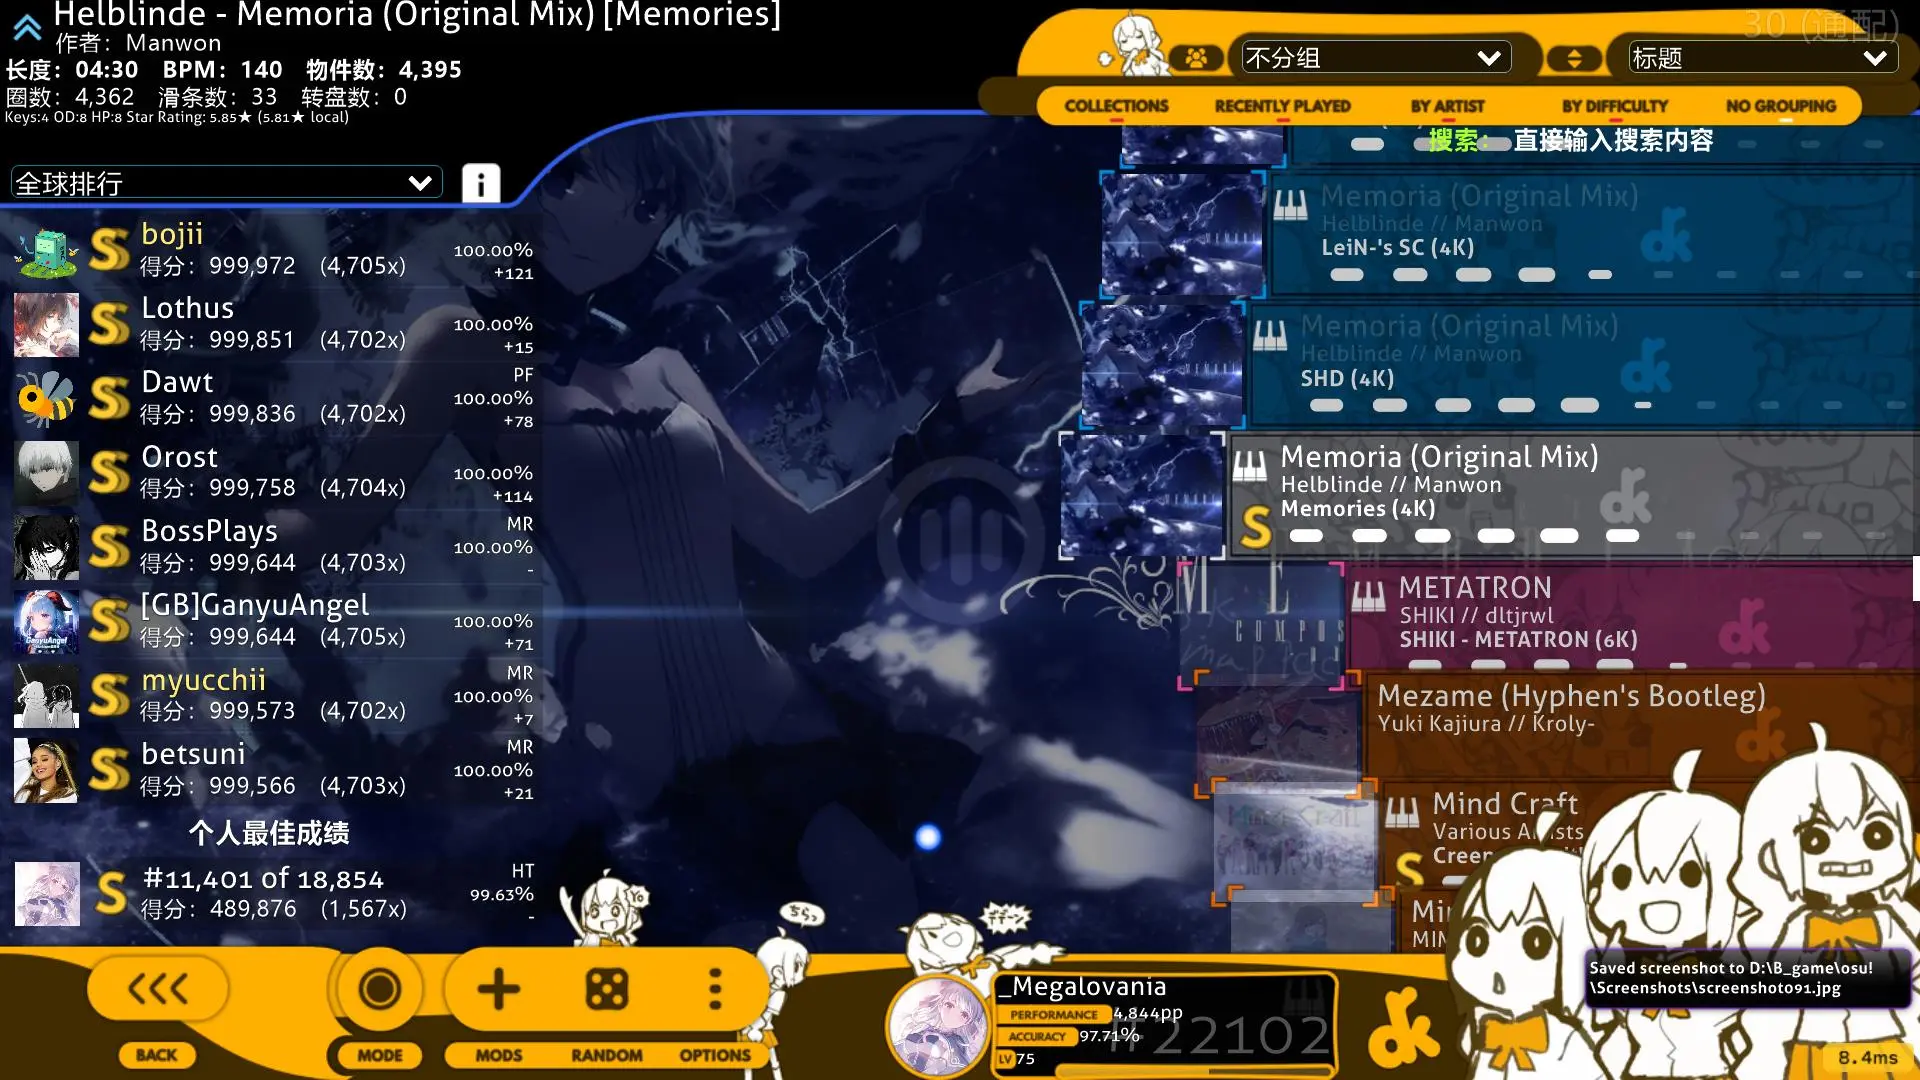 Helblinde - Memoria (Original Mix) [Memories]
作者： Manwon
长度： 04:30 BPM： 140 物件数： 4,395
圈数： 4,362 滑条数： 33 转盘数： 0
Keys:4 OD:8 HP:8 Star Rating: 5.85★ (5.81★ local)
30 (通配)
不分组
标题
COLLECTIONS
RECENTLY PLAYED
BY ARTIST
BY DIFFICULTY
NO GROUPING
搜索： 直接输入搜索内容
全球排行
i
bojii
得分： 999,972 (4,705x)
100.00%
+121
Lothus
得分： 999,851 (4,702x)
100.00%
+15
Dawt
得分： 999,836 (4,702x)
PF
100.00%
+78
Orost
得分： 999,758 (4,704x)
100.00%
+114
BossPlays
得分： 999,644 (4,703x)
MR
100.00%
-
[GB]GanyuAngel
得分： 999,644 (4,705x)
100.00%
+71
myucchii
得分： 999,573 (4,702x)
MR
100.00%
+7
betsuni
得分： 999,566 (4,703x)
MR
100.00%
+21
个人最佳成绩
#11,401 of 18,854
得分： 489,876 (1,567x)
HT
99.63%
-
Memoria (Original Mix)
Helblinde // Manwon
LeiN-'s SC (4K)
Memoria (Original Mix)
Helblinde // Manwon
SHD (4K)
Memoria (Original Mix)
Helblinde // Manwon
Memories (4K)
METATRON
SHIKI // dltjrwl
SHIKI - METATRON (6K)
Mezame (Hyphen's Bootleg)
Yuki Kajiura // Kroly-
Mind Craft
Saved screenshot to D:\B_game\osu!
\Screenshots\screenshot091.jpg
BACK
MODE
MODS
RANDOM
OPTIONS
_Megalovania
PERFORMANCE 4,844pp
ACCURACY 97.71%
LV 75
#22102
8.4ms